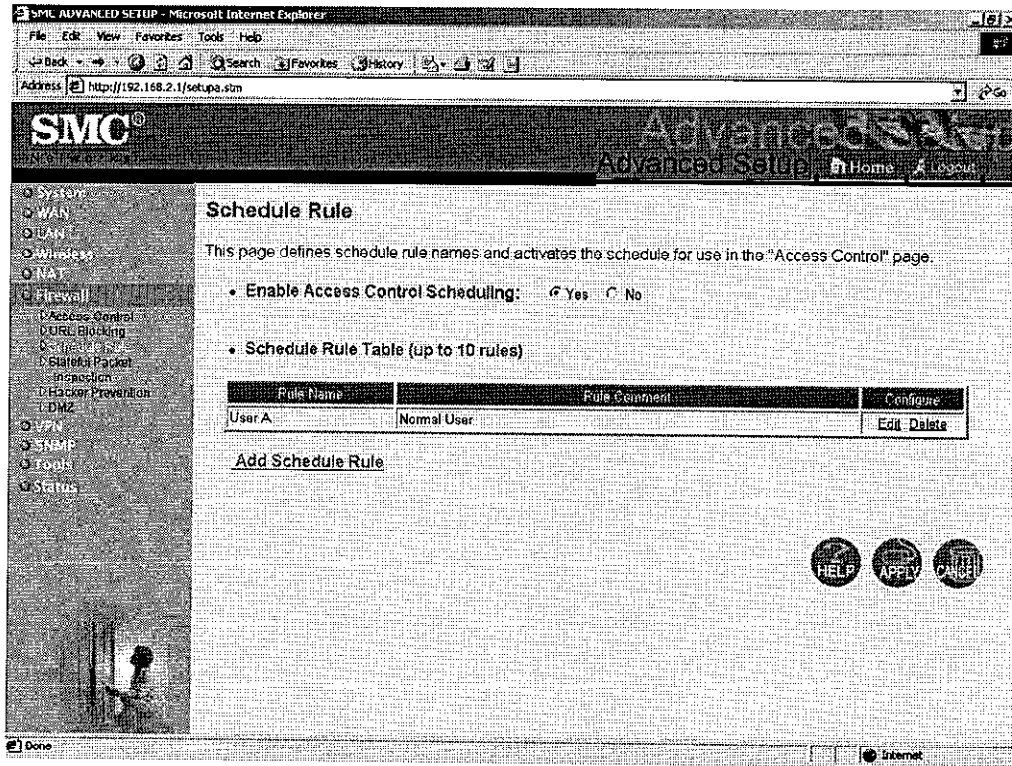 SMC ADVANCED SETUP - Microsoft Internet Explorer
File Edit View Favorites Tools Help
Back Search Favorites History
Address http://192.168.2.1/setupa.stm Go
SMC®
Networks
Advanced Setup
Home Logout
System
WAN
LAN
Wireless
NAT
Firewall
Access Control
URL Blocking
Stateful Packet
Inspection
Hacker Prevention
DMZ
VPN
SNMP
Tools
Status
Schedule Rule
This page defines schedule rule names and activates the schedule for use in the "Access Control" page.
• Enable Access Control Scheduling: Yes No
• Schedule Rule Table (up to 10 rules)
Rule Name Rule Comment Configure
User A Normal User Edit Delete
Add Schedule Rule
HELP APPLY CANCEL
Done Internet